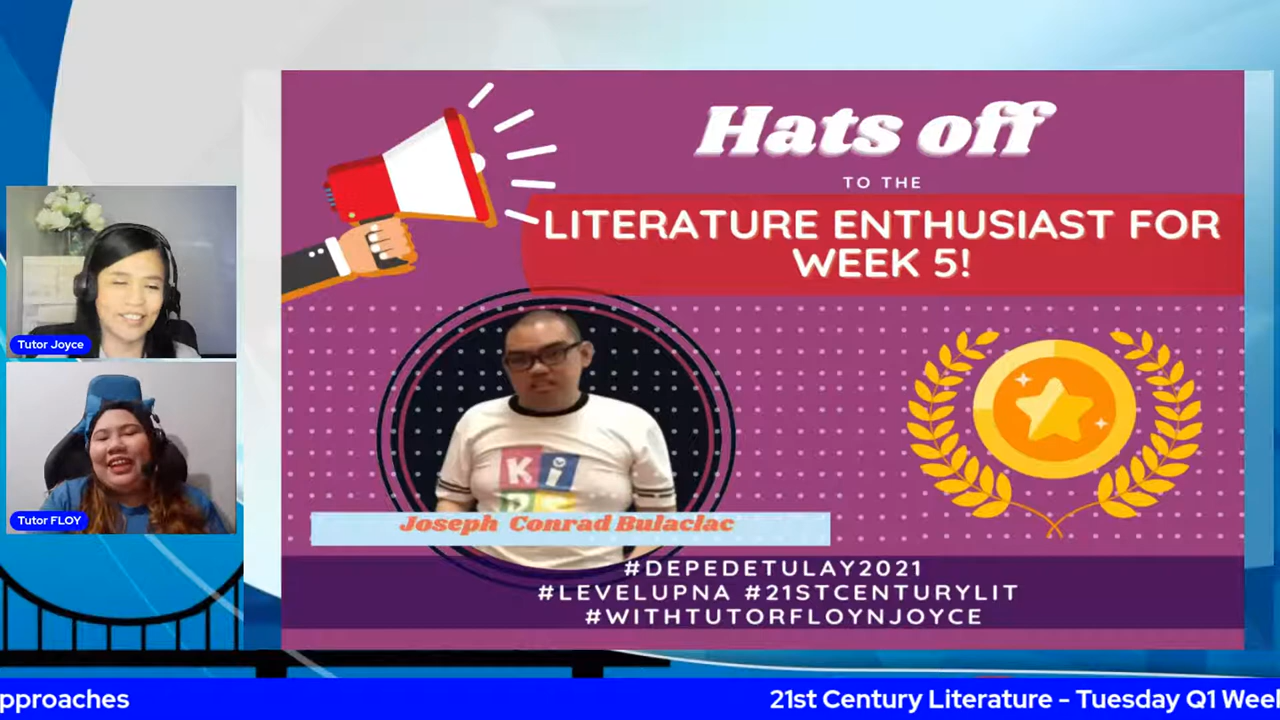 Hats off
TO THE
LITERATURE ENTHUSIAST FOR
WEEK 5!
Tutor Joyce
Tutor FLOY
Joseph Conrad Bulaclac
#DEPEDETULAY2021
#LEVELUPNA #21STCENTURYLIT
#WITHTUTORFLOYNJOYCE
pproaches
21st Century Literature - Tuesday Q1 Week